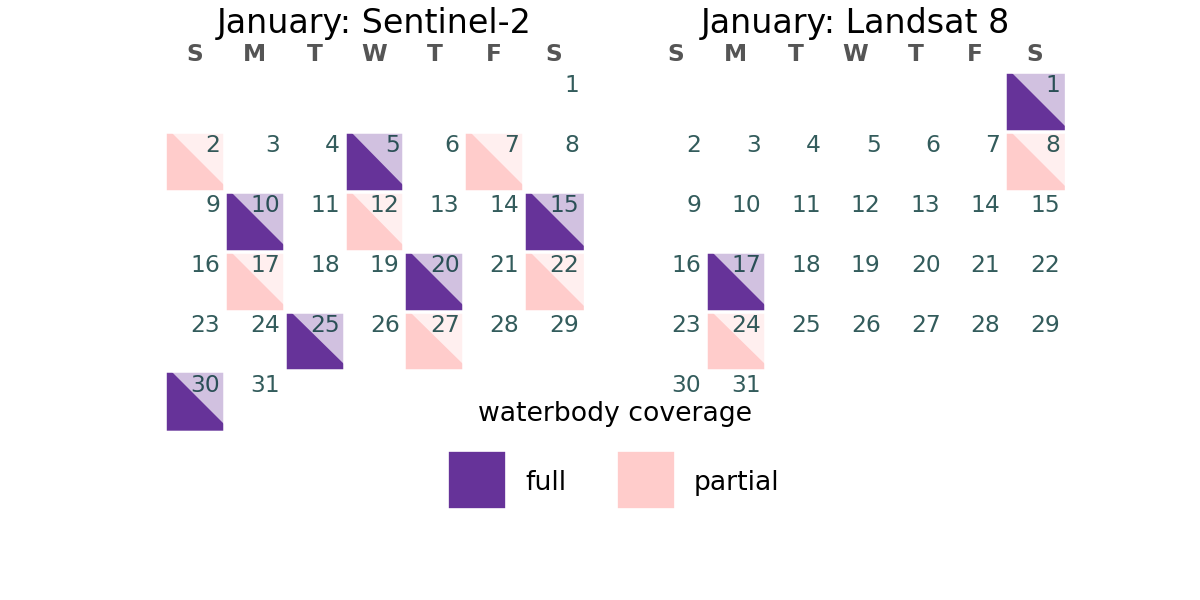 January: Sentinel-2
S M T W T F S
1
2 3 4 5 6 7 8
9 10 11 12 13 14 15
16 17 18 19 20 21 22
23 24 25 26 27 28 29
30 31
January: Landsat 8
S M T W T F S
1
2 3 4 5 6 7 8
9 10 11 12 13 14 15
16 17 18 19 20 21 22
23 24 25 26 27 28 29
30 31
waterbody coverage
full partial